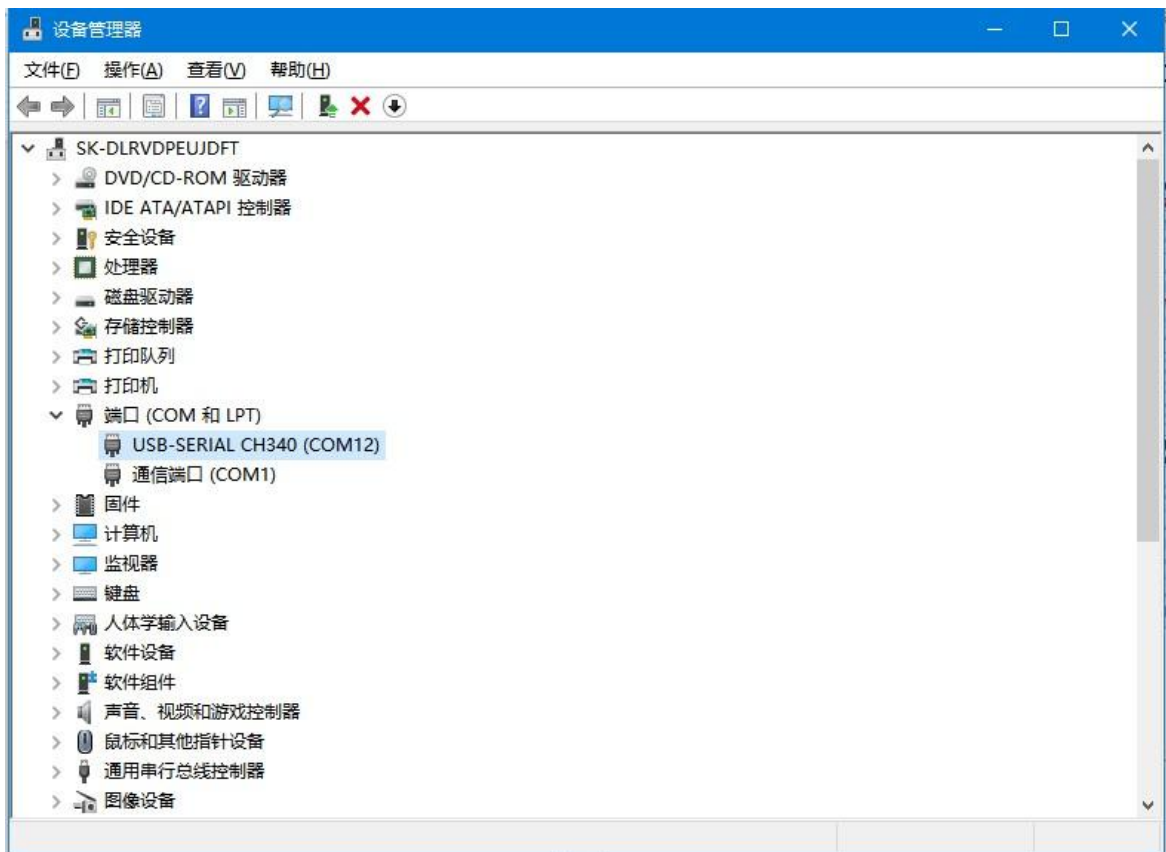 设备管理器
文件(F) 操作(A) 查看(V) 帮助(H)
SK-DLRVDPEUJDFT
DVD/CD-ROM 驱动器
IDE ATA/ATAPI 控制器
安全设备
处理器
磁盘驱动器
存储控制器
打印队列
打印机
端口 (COM 和 LPT)
USB-SERIAL CH340 (COM12)
通信端口 (COM1)
固件
计算机
监视器
键盘
人体学输入设备
软件设备
软件组件
声音、视频和游戏控制器
鼠标和其他指针设备
通用串行总线控制器
图像设备